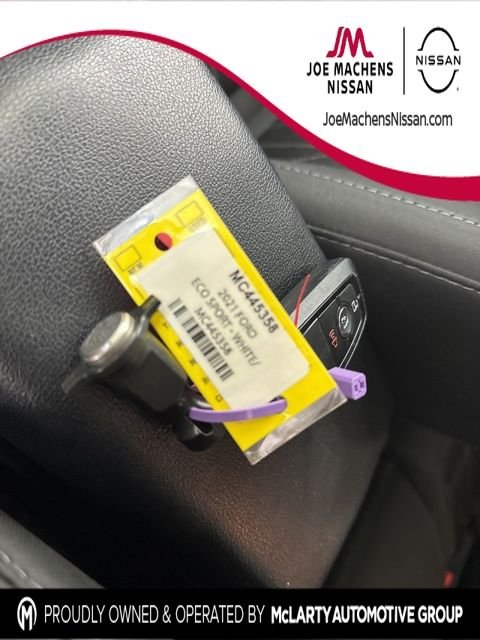 JM
JOE MACHENS
NISSAN
NISSAN
JoeMachensNissan.com
MC445358
2021 FORD
ECO SPORT - WHITE/
MC445358
M PROUDLY OWNED & OPERATED BY McLARTY AUTOMOTIVE GROUP